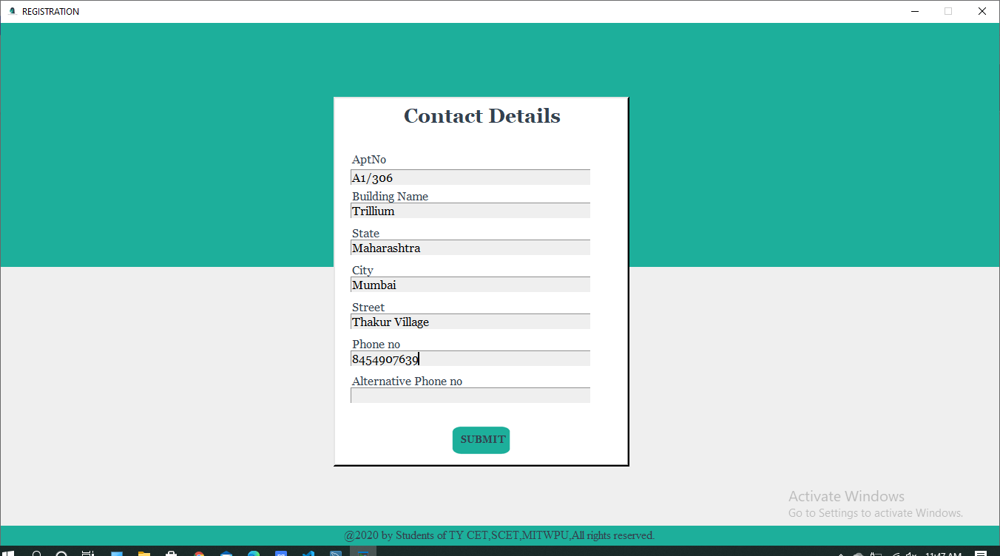 REGISTRATION
Contact Details
AptNo
A1/306
Building Name
Trillium
State
Maharashtra
City
Mumbai
Street
Thakur Village
Phone no
8454907639
Alternative Phone no
SUBMIT
Activate Windows
Go to Settings to activate Windows.
@2020 by Students of TY CET,SCET,MITWPU,All rights reserved.
11:47 AM